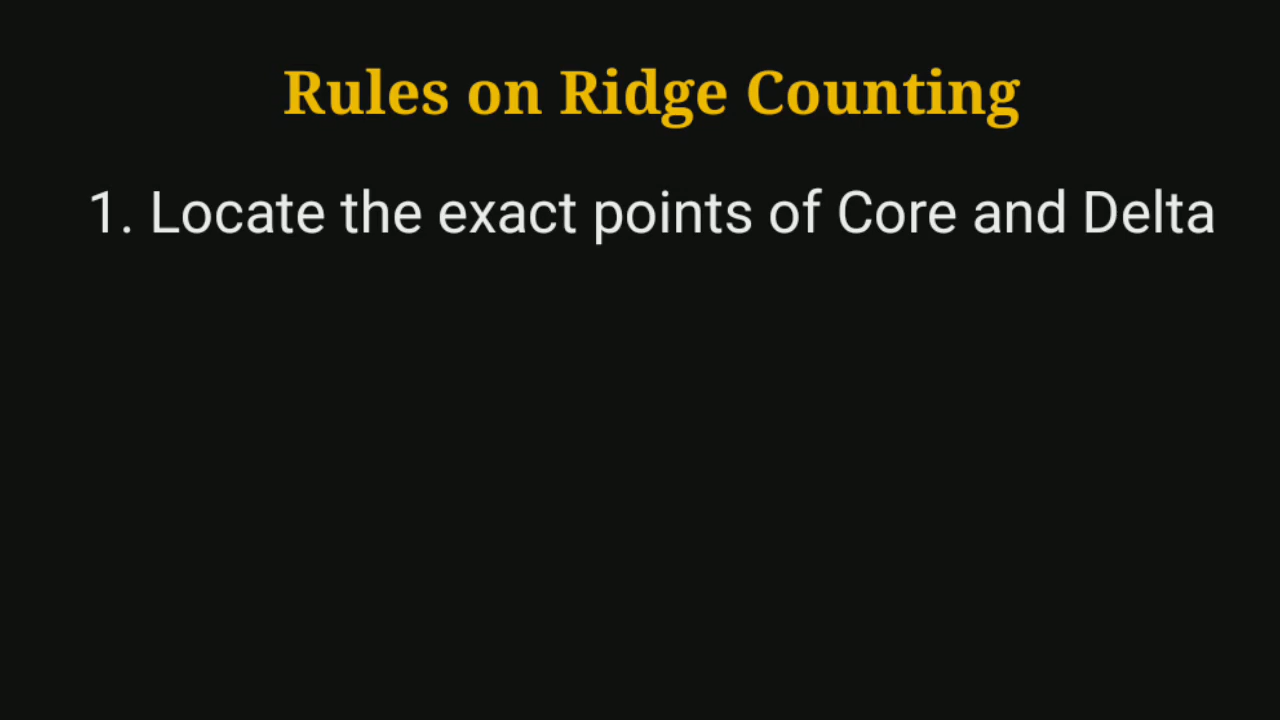 Rules on Ridge Counting
1. Locate the exact points of Core and Delta